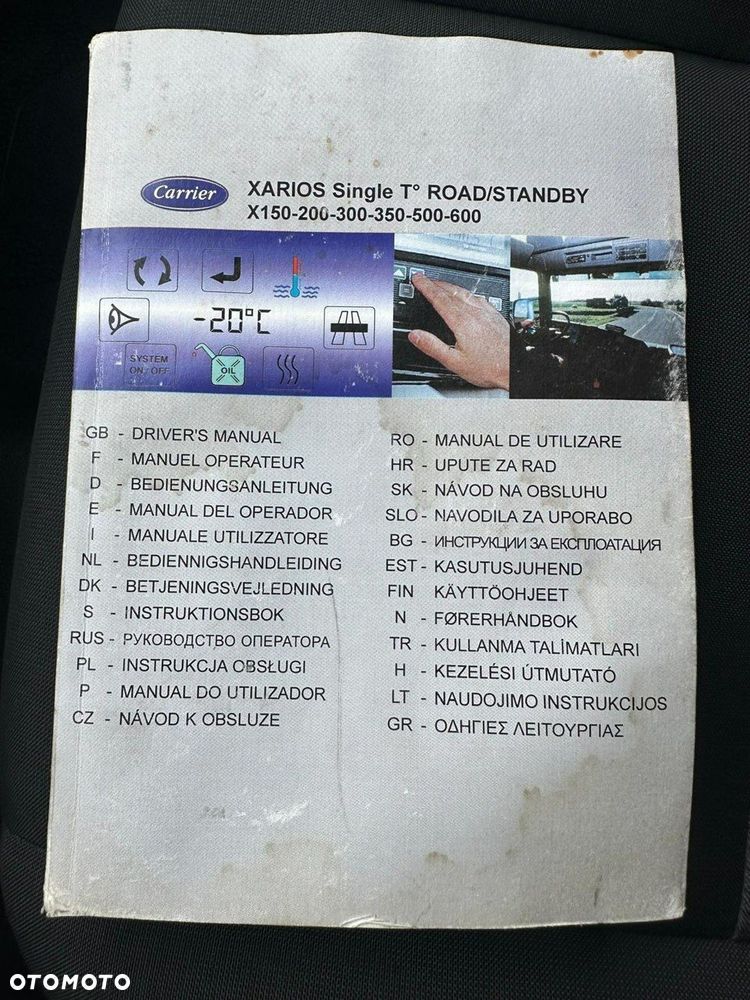 Carrier
XARIOS Single T° ROAD/STANDBY
X150-200-300-350-500-600
-20°C
SYSTEM
ON / OFF
OIL
GB - DRIVER'S MANUAL
F - MANUEL OPERATEUR
D - BEDIENUNGSANLEITUNG
E - MANUAL DEL OPERADOR
I - MANUALE UTILIZZATORE
NL - BEDIENNIGSHANDLEIDING
DK - BETJENINGSVEJLEDNING
S - INSTRUKTIONSBOK
RUS - РУКОВОДСТВО ОПЕРАТОРА
PL - INSTRUKCJA OBSŁUGI
P - MANUAL DO UTILIZADOR
CZ - NÁVOD K OBSLUZE
RO - MANUAL DE UTILIZARE
HR - UPUTE ZA RAD
SK - NÁVOD NA OBSLUHU
SLO - NAVODILA ZA UPORABO
BG - ИНСТРУКЦИИ ЗА ЕКСПЛОАТАЦИЯ
EST - KASUTUSJUHEND
FIN KÄYTTÖOHJEET
N - FØRERHÅNDBOK
TR - KULLANMA TALİMATLARI
H - KEZELÉSI ÚTMUTATÓ
LT - NAUDOJIMO INSTRUKCIJOS
GR - ΟΔΗΓΙΕΣ ΛΕΙΤΟΥΡΓΙΑΣ
OTOMOTO